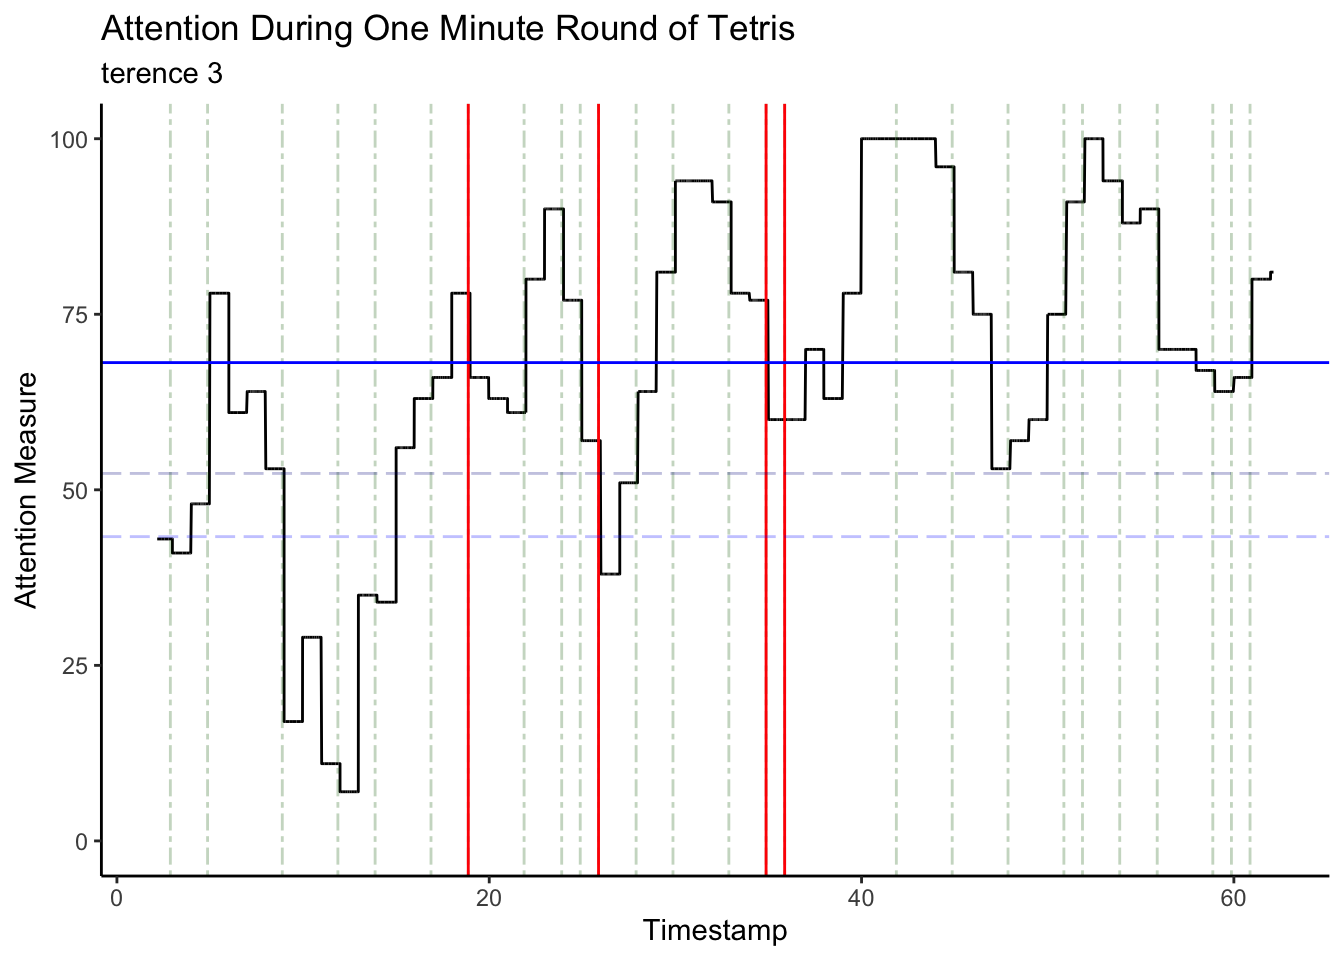 Attention During One Minute Round of Tetris
terence 3
100
75
50
25
0
Attention Measure
0 20 40 60
Timestamp